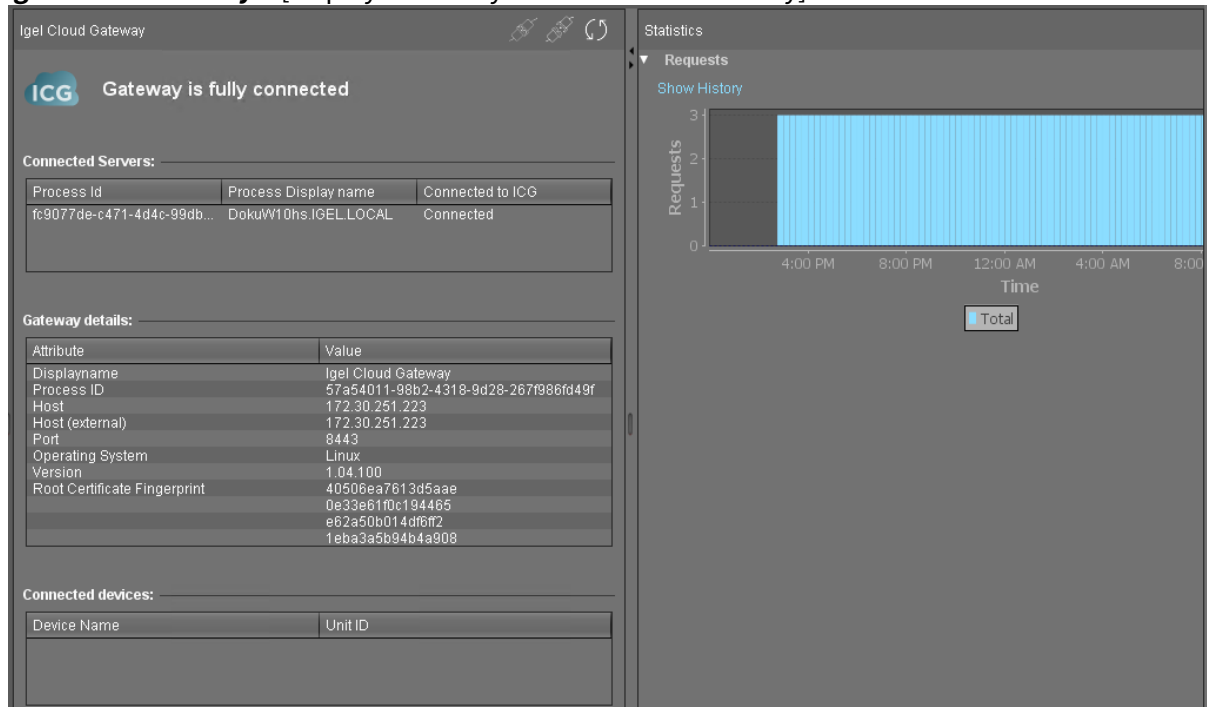 Igel Cloud Gateway
ICG Gateway is fully connected
Connected Servers:
Process Id Process Display name Connected to ICG
fc9077de-c471-4d4c-99db... DokuW10hs.IGEL.LOCAL Connected
Gateway details:
Attribute Value
Displayname Igel Cloud Gateway
Process ID 57a54011-98b2-4318-9d28-267f986fd49f
Host 172.30.251.223
Host (external) 172.30.251.223
Port 8443
Operating System Linux
Version 1.04.100
Root Certificate Fingerprint 40506ea7613d5aae
0e33e61f0c194465
e62a50b014df6ff2
1eba3a5b94b4a908
Connected devices:
Device Name Unit ID
Statistics
Requests
Show History
3
2
1
0
Requests
4:00 PM 8:00 PM 12:00 AM 4:00 AM 8:00
Time
Total